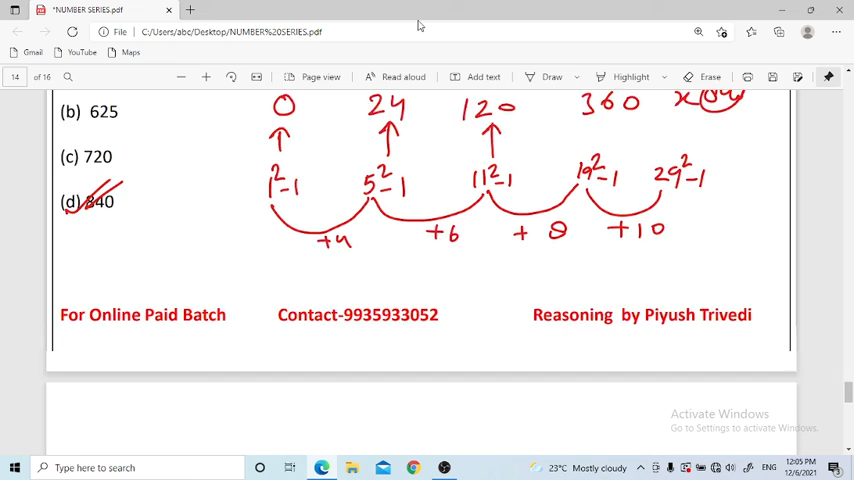 *NUMBER SERIES.pdf
File C:/Users/abc/Desktop/NUMBER%20SERIES.pdf
Gmail YouTube Maps
14 of 16 Page view Read aloud Add text Draw Highlight Erase
0 24 120 360
(b) 625
(c) 720
1²-1 5²-1 11²-1 19²-1 29²-1
(d) 840
+4 +6 +8 +10
For Online Paid Batch Contact-9935933052 Reasoning by Piyush Trivedi
Activate Windows
Go to Settings to activate Windows.
Type here to search 23°C Mostly cloudy ENG 12:05 PM
12/6/2021